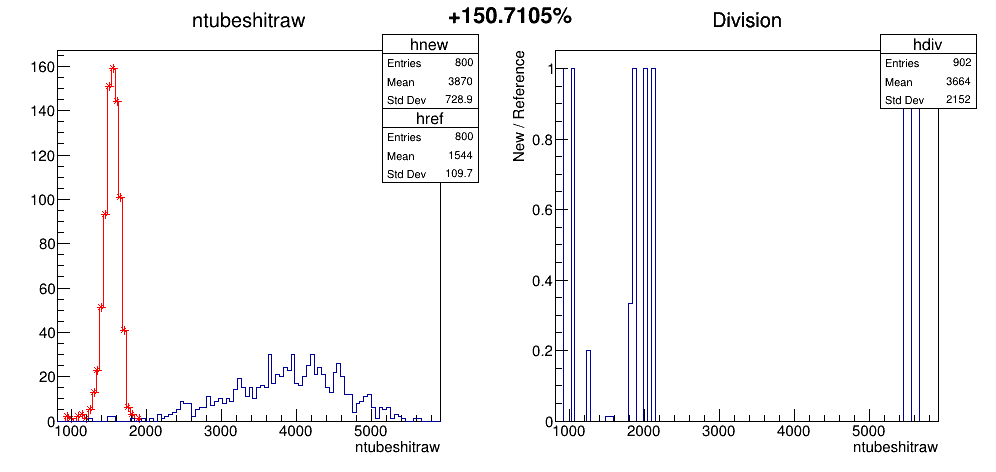 +150.7105%
ntubeshitraw
hnew
Entries 800
Mean 3870
Std Dev 728.9
href
Entries 800
Mean 1544
Std Dev 109.7
160
140
120
100
80
60
40
20
0
1000 2000 3000 4000 5000
ntubeshitraw
Division
hdiv
Entries 902
Mean 3664
Std Dev 2152
New / Reference
1
0.8
0.6
0.4
0.2
0
1000 2000 3000 4000 5000
ntubeshitraw